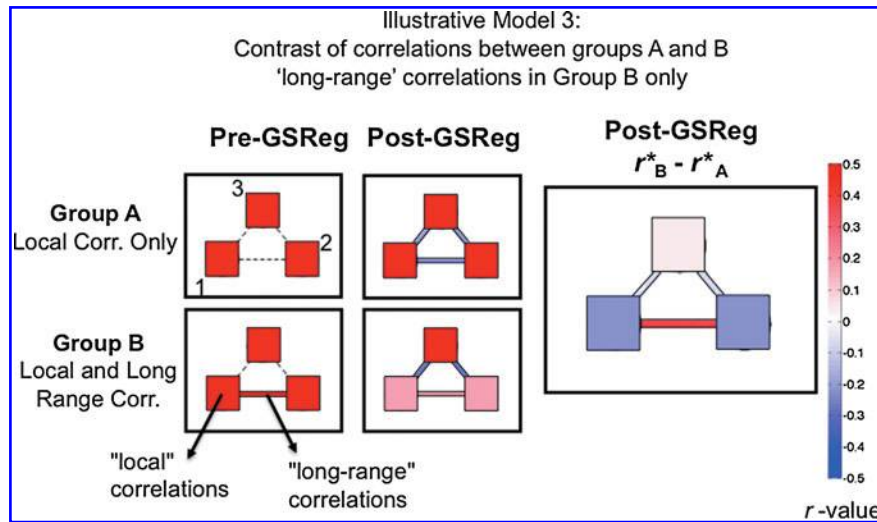 Illustrative Model 3:
Contrast of correlations between groups A and B
'long-range' correlations in Group B only
Pre-GSReg
Post-GSReg
Post-GSReg
r*B - r*A
Group A
Local Corr. Only
3
2
1
Group B
Local and Long
Range Corr.
"local"
correlations
"long-range"
correlations
0.5
0.4
0.3
0.2
0.1
0
-0.1
-0.2
-0.3
-0.4
-0.5
r -value